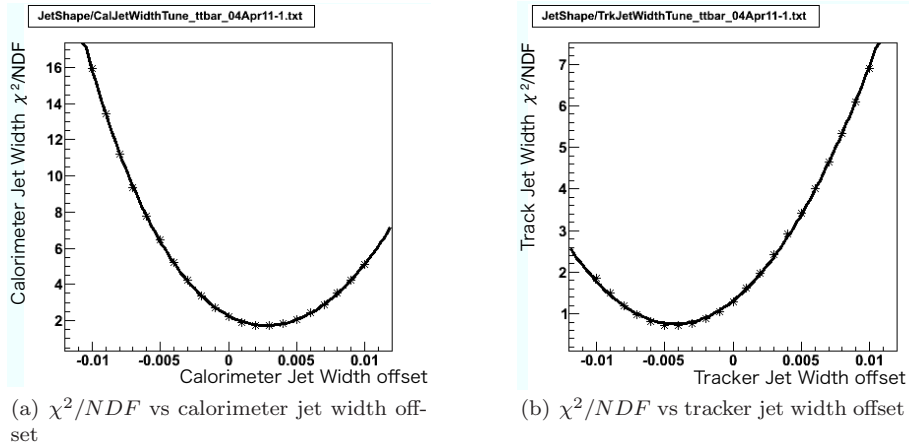 JetShape/CalJetWidthTune_ttbar_04Apr11-1.txt
Calorimeter Jet Width χ²/NDF
16
14
12
10
8
6
4
2
-0.01 -0.005 0 0.005 0.01
Calorimeter Jet Width offset
(a) χ²/NDF vs calorimeter jet width off-
set
JetShape/TrkJetWidthTune_ttbar_04Apr11-1.txt
Track Jet Width χ²/NDF
7
6
5
4
3
2
1
-0.01 -0.005 0 0.005 0.01
Tracker Jet Width offset
(b) χ²/NDF vs tracker jet width offset